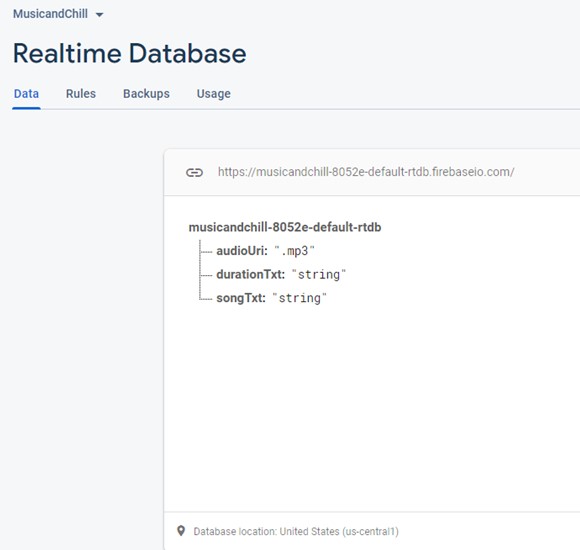 MusicandChill
Realtime Database
Data Rules Backups Usage
https://musicandchill-8052e-default-rtdb.firebaseio.com/
musicandchill-8052e-default-rtdb
audioUri: ".mp3"
durationTxt: "string"
songTxt: "string"
Database location: United States (us-central1)